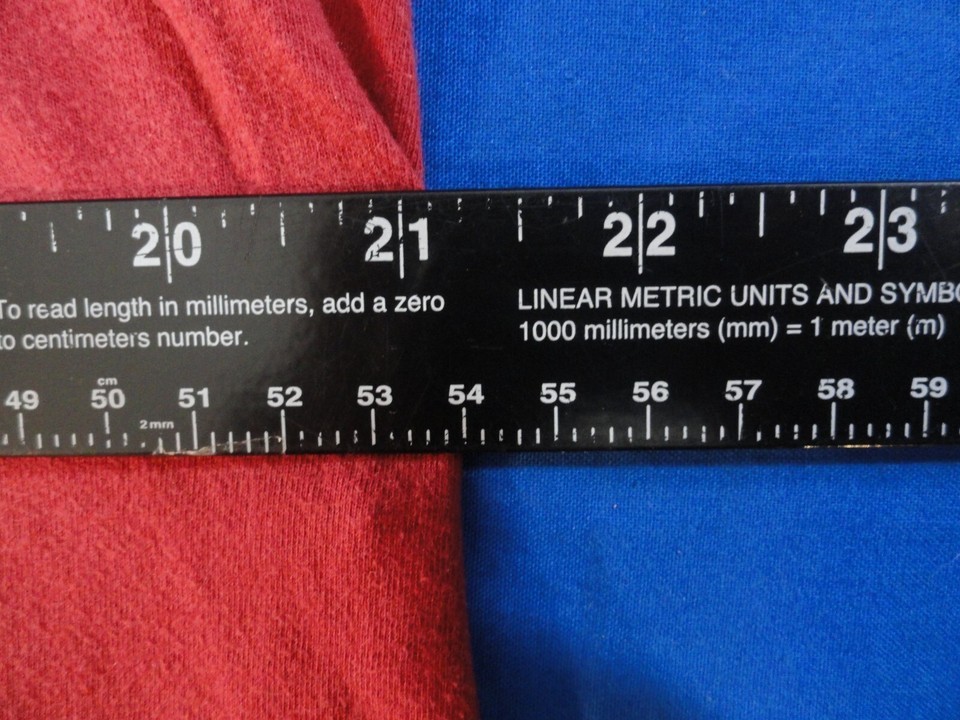 20 21 22 23
To read length in millimeters, add a zero
to centimeters number.
LINEAR METRIC UNITS AND SYMB
1000 millimeters (mm) = 1 meter (m)
cm
49 50 51 52 53 54 55 56 57 58 59
2mm